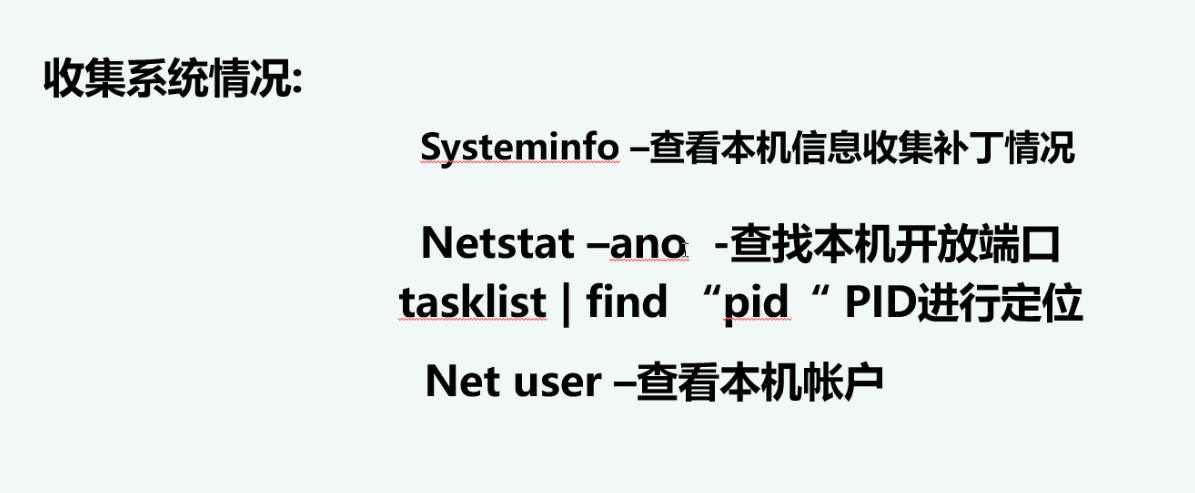 收集系统情况:
Systeminfo –查看本机信息收集补丁情况
Netstat –ano -查找本机开放端口
tasklist | find “pid “ PID进行定位
Net user –查看本机帐户